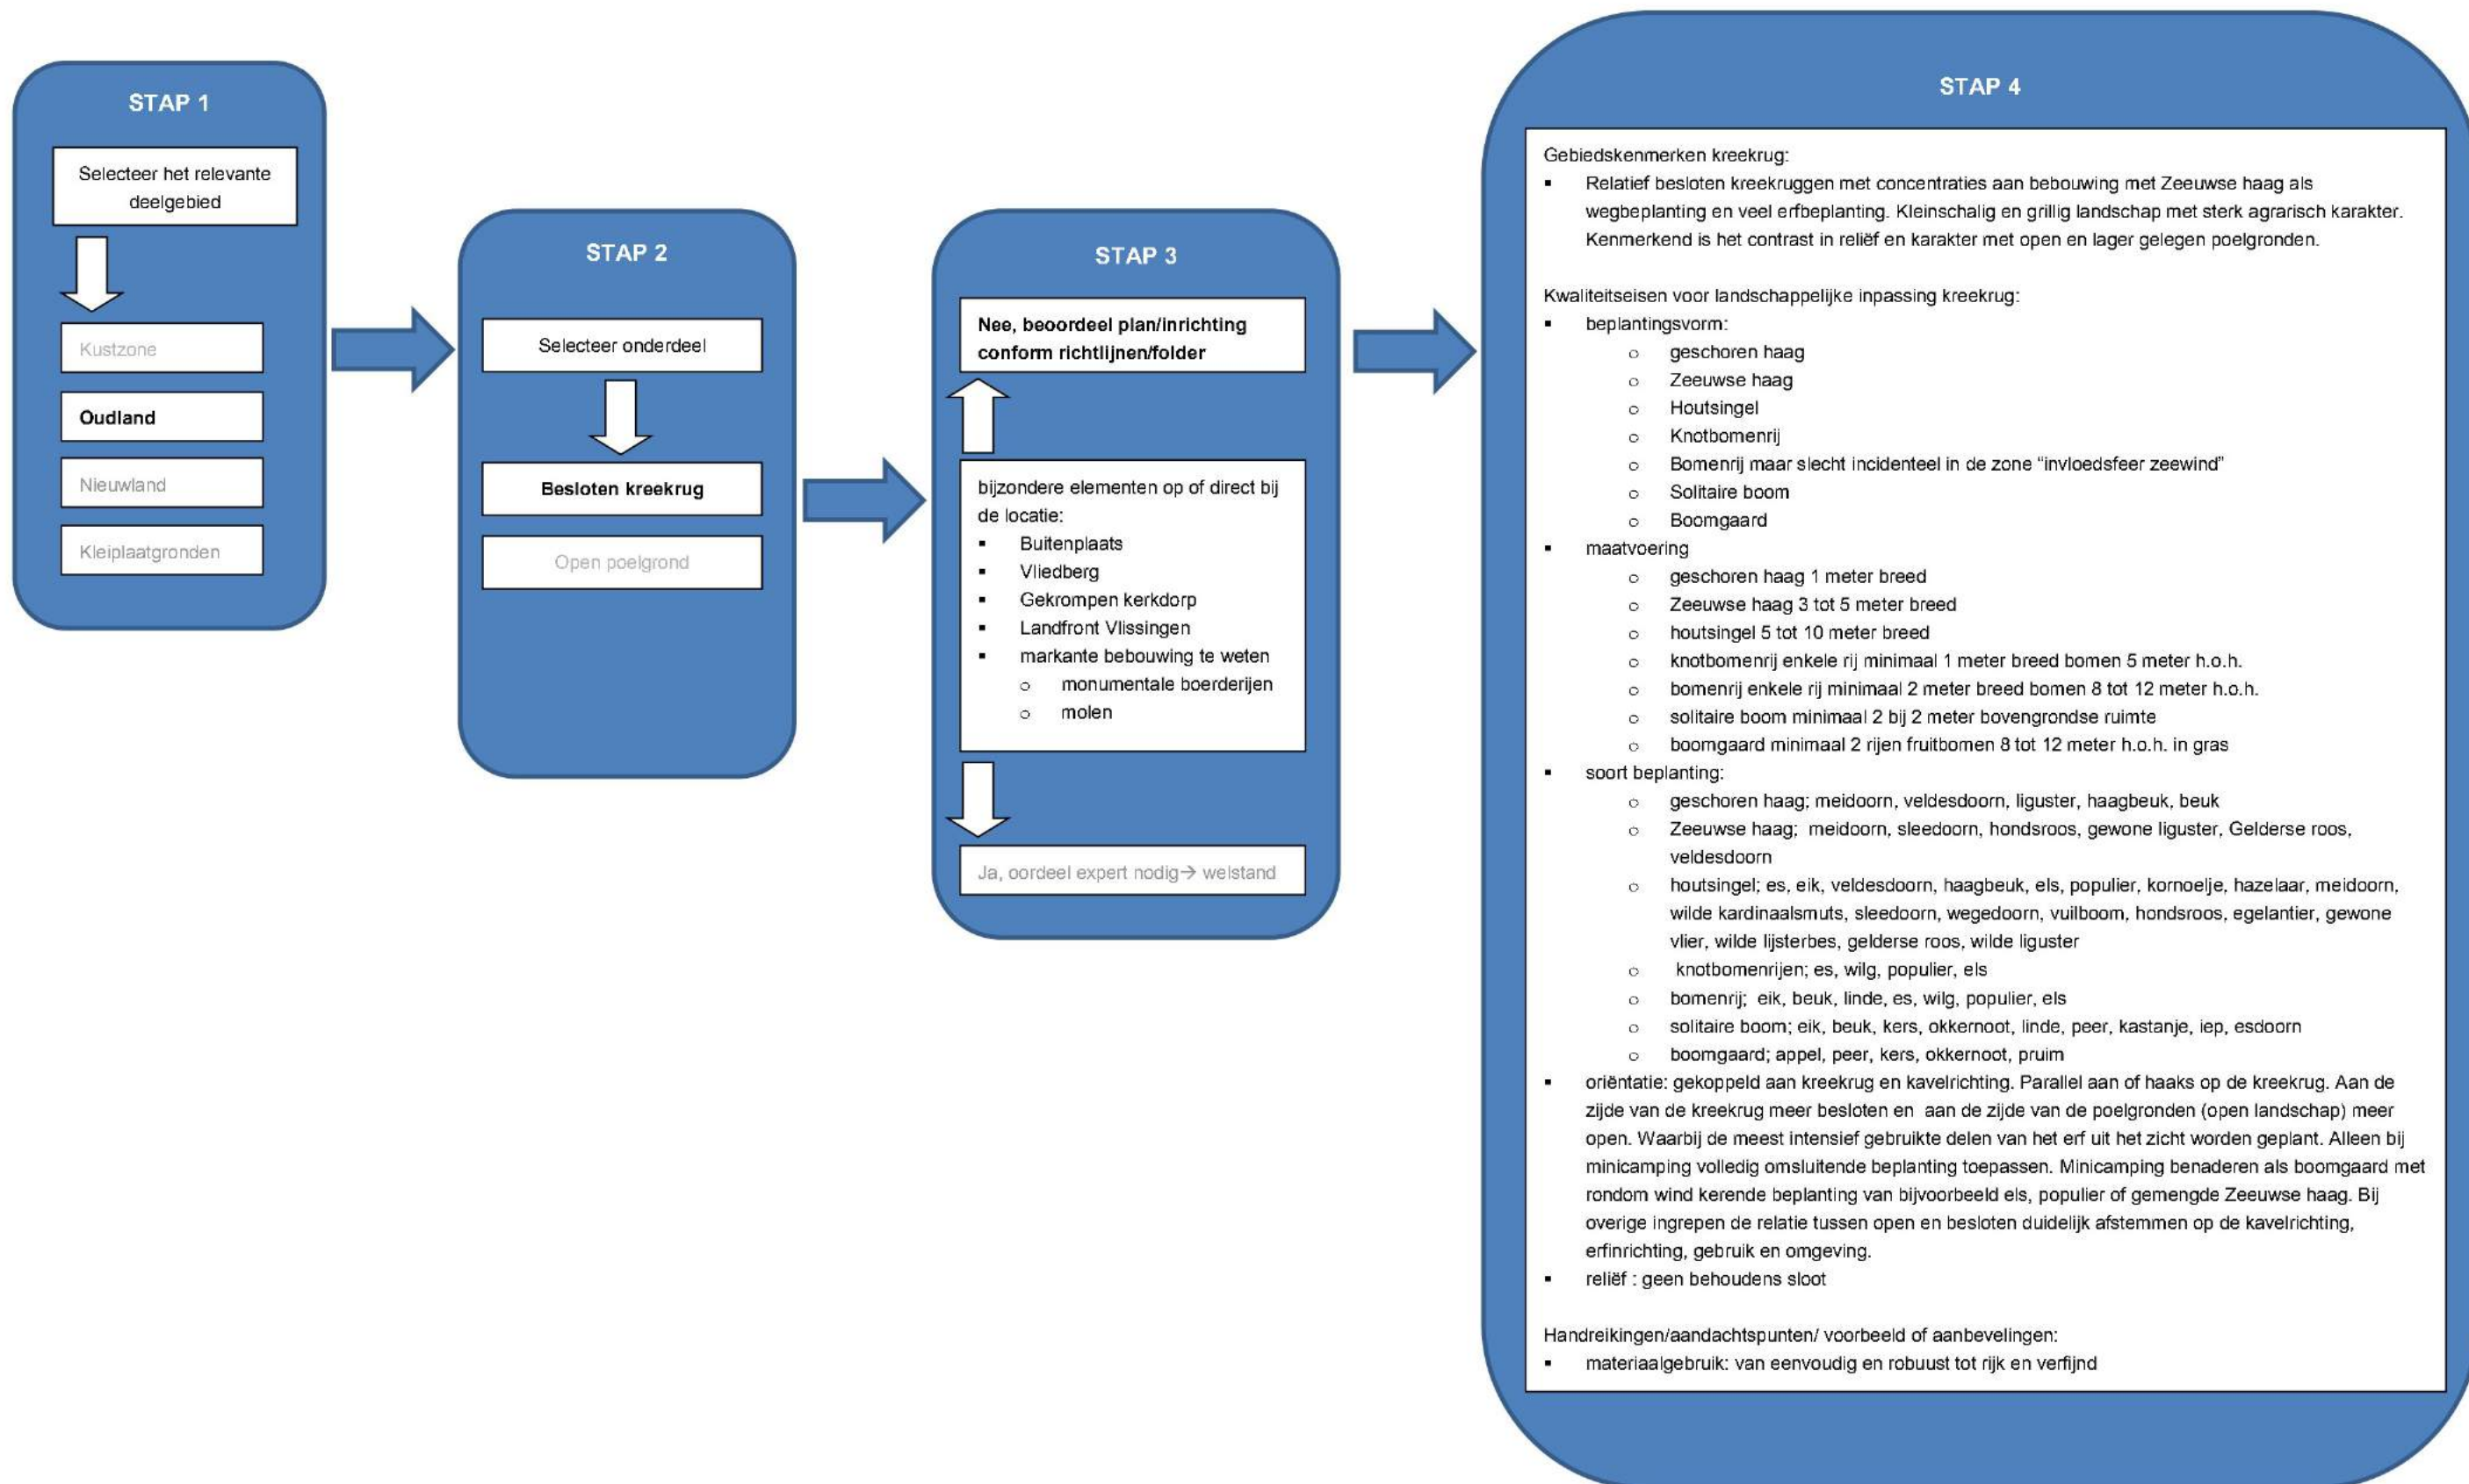 STAP 1
Selecteer het relevante
deelgebied
Kustzone
Oudland
Nieuwland
Kleiplaatgronden
STAP 2
Selecteer onderdeel
Besloten kreekrug
Open poelgrond
STAP 3
Nee, beoordeel plan/inrichting
conform richtlijnen/folder
bijzondere elementen op of direct bij
de locatie:
▪ Buitenplaats
▪ Vliedberg
▪ Gekrompen kerkdorp
▪ Landfront Vlissingen
▪ markante bebouwing te weten
o monumentale boerderijen
o molen
Ja, oordeel expert nodig→ welstand
STAP 4
Gebiedskenmerken kreekrug:
▪ Relatief besloten kreekruggen met concentraties aan bebouwing met Zeeuwse haag als
wegbeplanting en veel erfbeplanting. Kleinschalig en grillig landschap met sterk agrarisch karakter.
Kenmerkend is het contrast in reliëf en karakter met open en lager gelegen poelgronden.
Kwaliteitseisen voor landschappelijke inpassing kreekrug:
▪ beplantingsvorm:
o geschoren haag
o Zeeuwse haag
o Houtsingel
o Knotbomenrij
o Bomenrij maar slecht incidenteel in de zone “invloedsfeer zeewind”
o Solitaire boom
o Boomgaard
▪ maatvoering
o geschoren haag 1 meter breed
o Zeeuwse haag 3 tot 5 meter breed
o houtsingel 5 tot 10 meter breed
o knotbomenrij enkele rij minimaal 1 meter breed bomen 5 meter h.o.h.
o bomenrij enkele rij minimaal 2 meter breed bomen 8 tot 12 meter h.o.h.
o solitaire boom minimaal 2 bij 2 meter bovengrondse ruimte
o boomgaard minimaal 2 rijen fruitbomen 8 tot 12 meter h.o.h. in gras
▪ soort beplanting:
o geschoren haag; meidoorn, veldesdoorn, liguster, haagbeuk, beuk
o Zeeuwse haag; meidoorn, sleedoorn, hondsroos, gewone liguster, Gelderse roos,
veldesdoorn
o houtsingel; es, eik, veldesdoorn, haagbeuk, els, populier, kornoelje, hazelaar, meidoorn,
wilde kardinaalsmuts, sleedoorn, wegedoorn, vuilboom, hondsroos, egelantier, gewone
vlier, wilde lijsterbes, gelderse roos, wilde liguster
o knotbomenrijen; es, wilg, populier, els
o bomenrij; eik, beuk, linde, es, wilg, populier, els
o solitaire boom; eik, beuk, kers, okkernoot, linde, peer, kastanje, iep, esdoorn
o boomgaard; appel, peer, kers, okkernoot, pruim
▪ oriëntatie: gekoppeld aan kreekrug en kavelrichting. Parallel aan of haaks op de kreekrug. Aan de
zijde van de kreekrug meer besloten en aan de zijde van de poelgronden (open landschap) meer
open. Waarbij de meest intensief gebruikte delen van het erf uit het zicht worden geplant. Alleen bij
minicamping volledig omsluitende beplanting toepassen. Minicamping benaderen als boomgaard met
rondom wind kerende beplanting van bijvoorbeeld els, populier of gemengde Zeeuwse haag. Bij
overige ingrepen de relatie tussen open en besloten duidelijk afstemmen op de kavelrichting,
erfinrichting, gebruik en omgeving.
▪ reliëf : geen behoudens sloot
Handreikingen/aandachtspunten/ voorbeeld of aanbevelingen:
▪ materiaalgebruik: van eenvoudig en robuust tot rijk en verfijnd